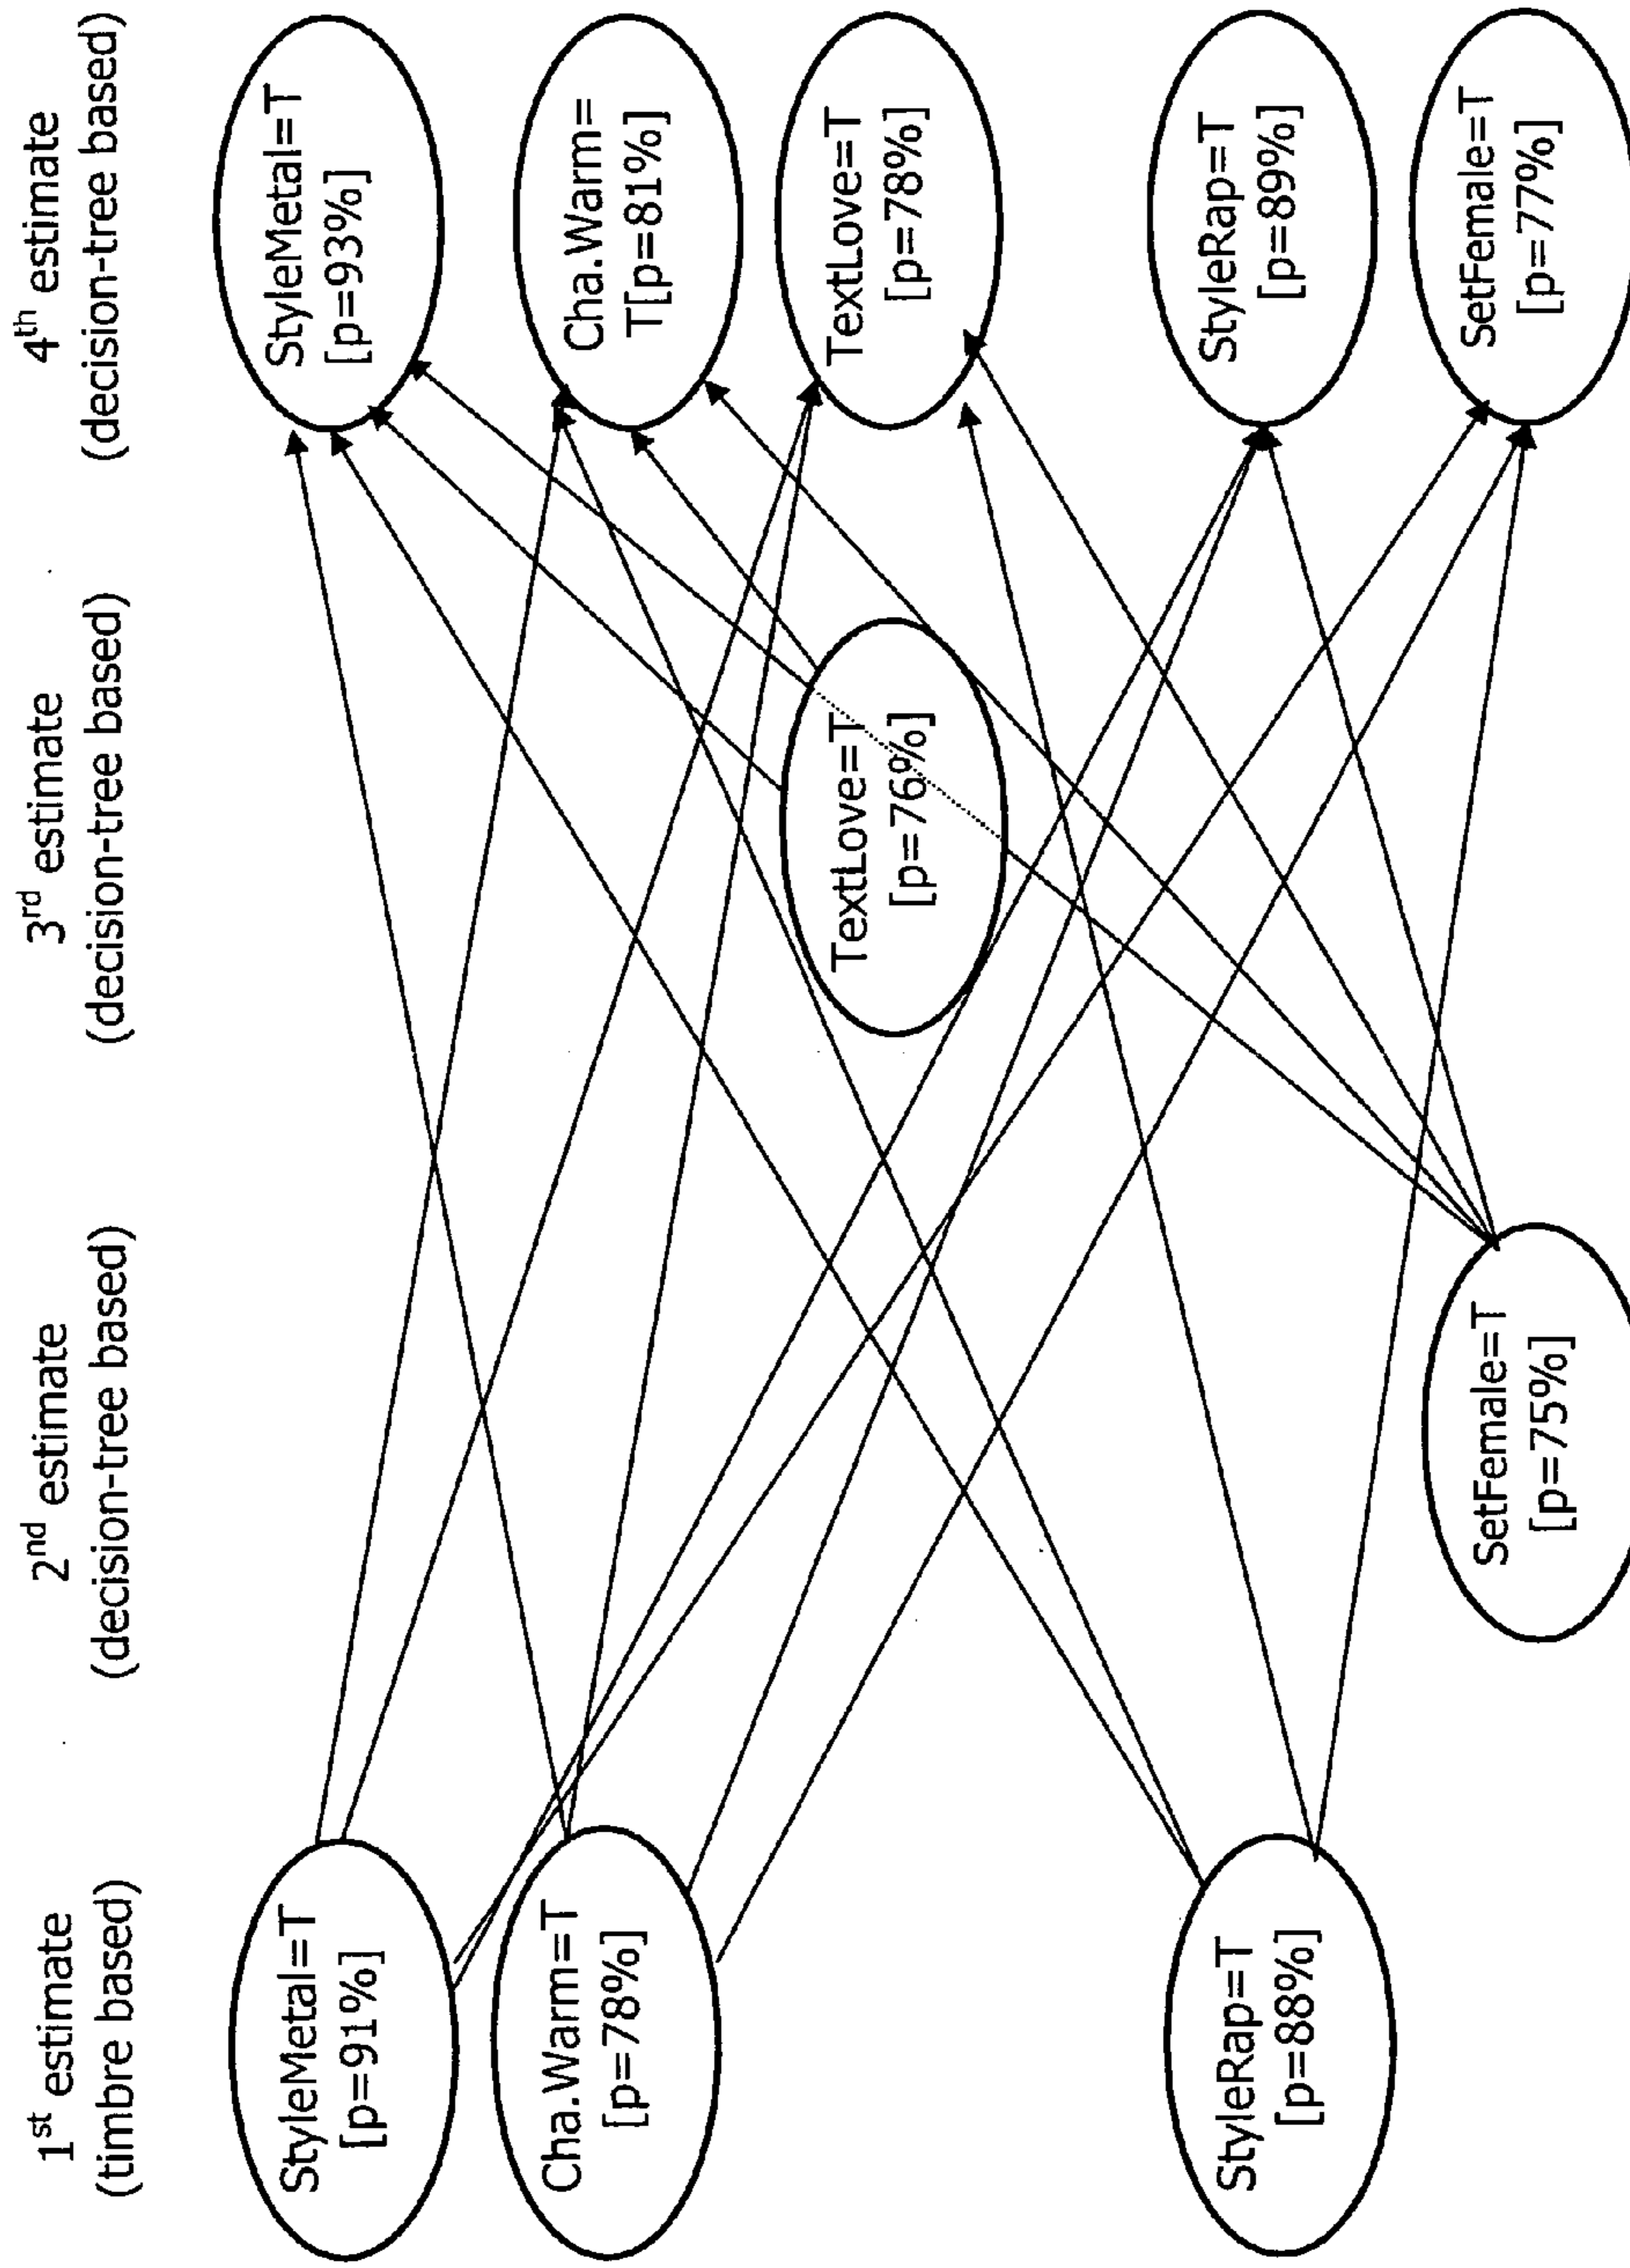 1st estimate
(timbre based)
2nd estimate
(decision-tree based)
3rd estimate
(decision-tree based)
4th estimate
(decision-tree based)
StyleMetal=T
[p=91%]
Cha.Warm=T
[p=78%]
StyleRap=T
[p=88%]
SetFemale=T
[p=75%]
TextLove=T
[p=76%]
StyleMetal=T
[p=93%]
Cha.Warm=
T[p=81%]
TextLove=T
[p=78%]
StyleRap=T
[p=89%]
SetFemale=T
[p=77%]